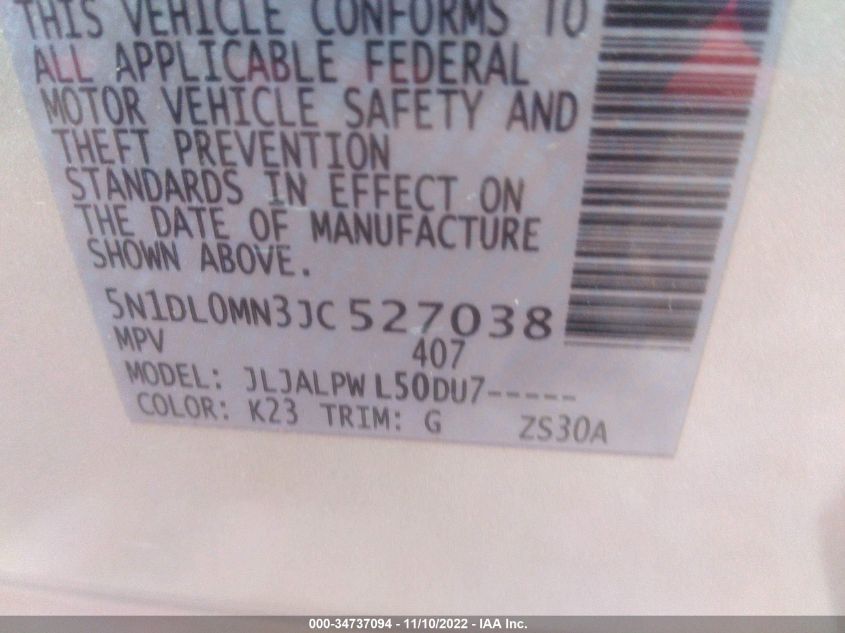 THIS VEHICLE CONFORMS TO
ALL APPLICABLE FEDERAL
MOTOR VEHICLE SAFETY AND
THEFT PREVENTION
STANDARDS IN EFFECT ON
THE DATE OF MANUFACTURE
SHOWN ABOVE.
5N1DL0MN3JC527038
MPV 407
MODEL: JLJALPWL50DU7-----
COLOR: K23 TRIM: G ZS30A
000-34737094 - 11/10/2022 - IAA Inc.